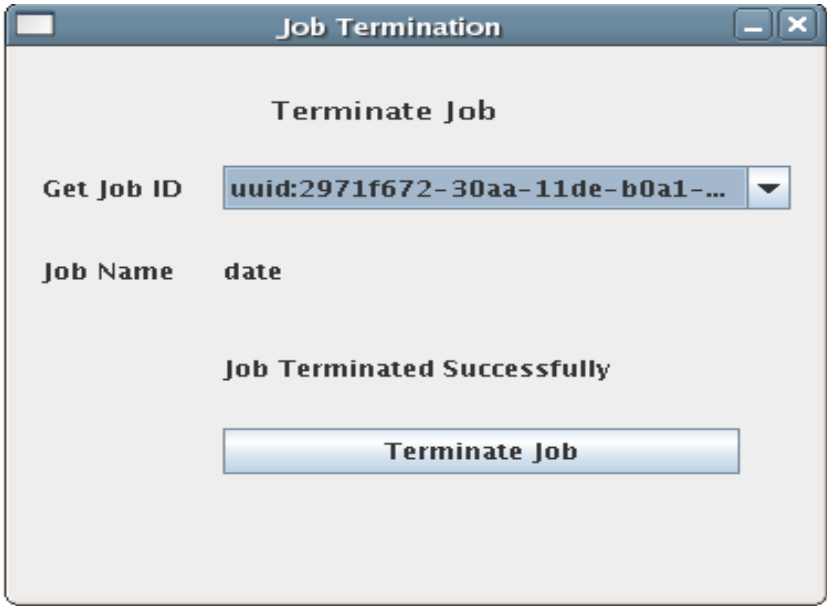 Job Termination
Terminate Job
Get Job ID uuid:2971f672-30aa-11de-b0a1-...
Job Name date
Job Terminated Successfully
Terminate Job